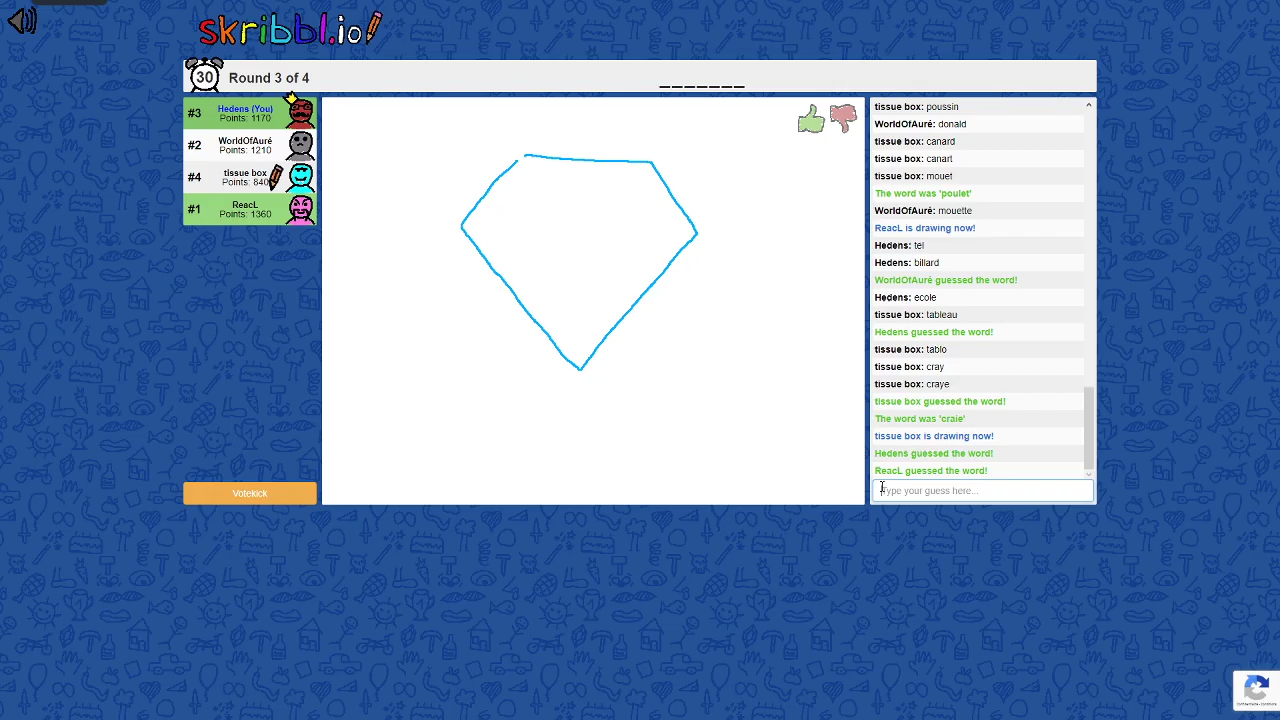 skribbl.io
30
Round 3 of 4
_______
#3
Hedens (You)
Points: 1170
#2
WorldOfAuré
Points: 1210
#4
tissue box
Points: 840
#1
ReacL
Points: 1360
Votekick
tissue box: poussin
WorldOfAuré: donald
tissue box: canard
tissue box: canart
tissue box: mouet
The word was 'poulet'
WorldOfAuré: mouette
ReacL is drawing now!
Hedens: tel
Hedens: billard
WorldOfAuré guessed the word!
Hedens: ecole
tissue box: tableau
Hedens guessed the word!
tissue box: tablo
tissue box: cray
tissue box: craye
tissue box guessed the word!
The word was 'craie'
tissue box is drawing now!
Hedens guessed the word!
ReacL guessed the word!
Type your guess here...